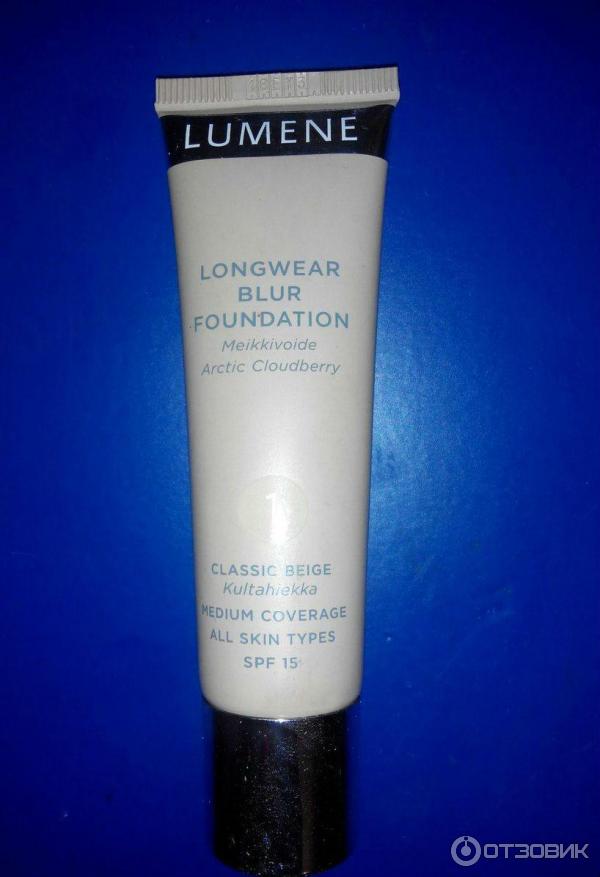 LUMENE
LONGWEAR
BLUR
FOUNDATION
Meikkivoide
Arctic Cloudberry
1
CLASSIC BEIGE
Kultahiekka
MEDIUM COVERAGE
ALL SKIN TYPES
SPF 15
ОТЗОВИК